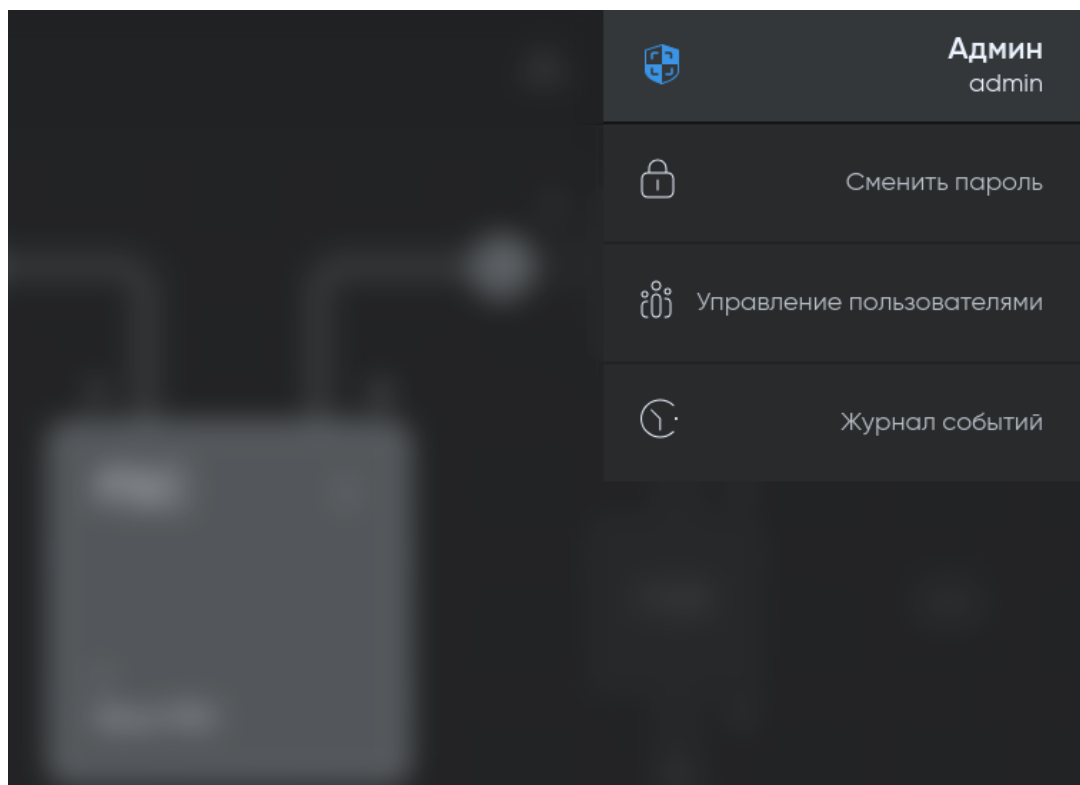 Админ
admin
Сменить пароль
Управление пользователями
Журнал событий